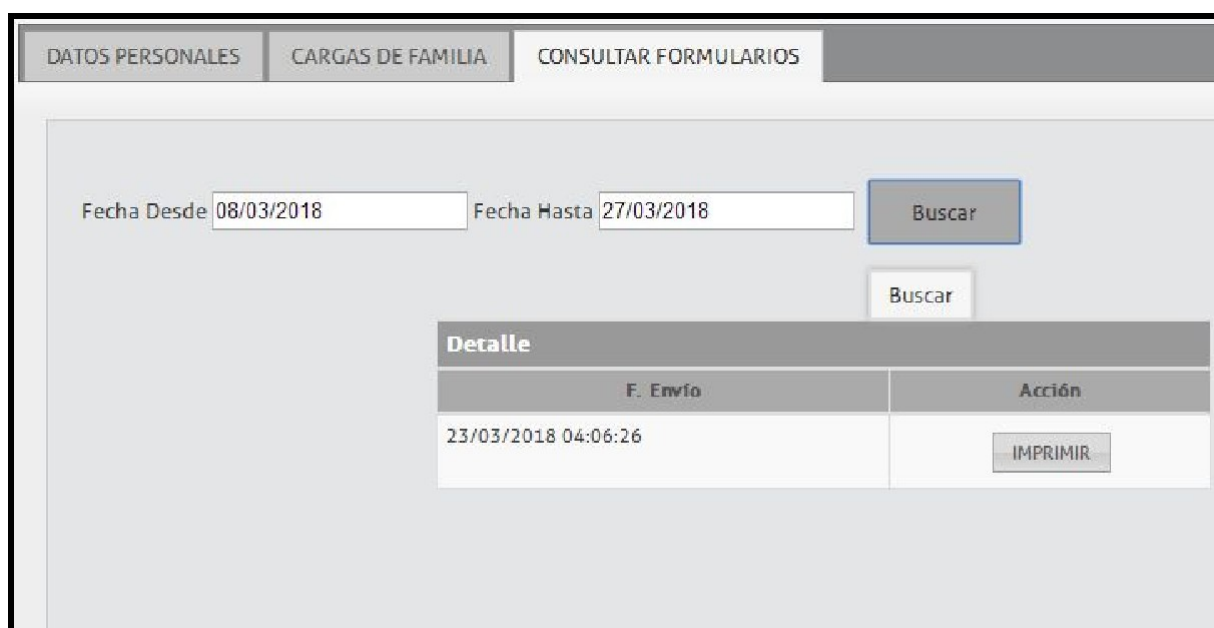 DATOS PERSONALES CARGAS DE FAMILIA CONSULTAR FORMULARIOS
Fecha Desde 08/03/2018 Fecha Hasta 27/03/2018 Buscar
Buscar
Detalle
F. Envío Acción
23/03/2018 04:06:26 IMPRIMIR